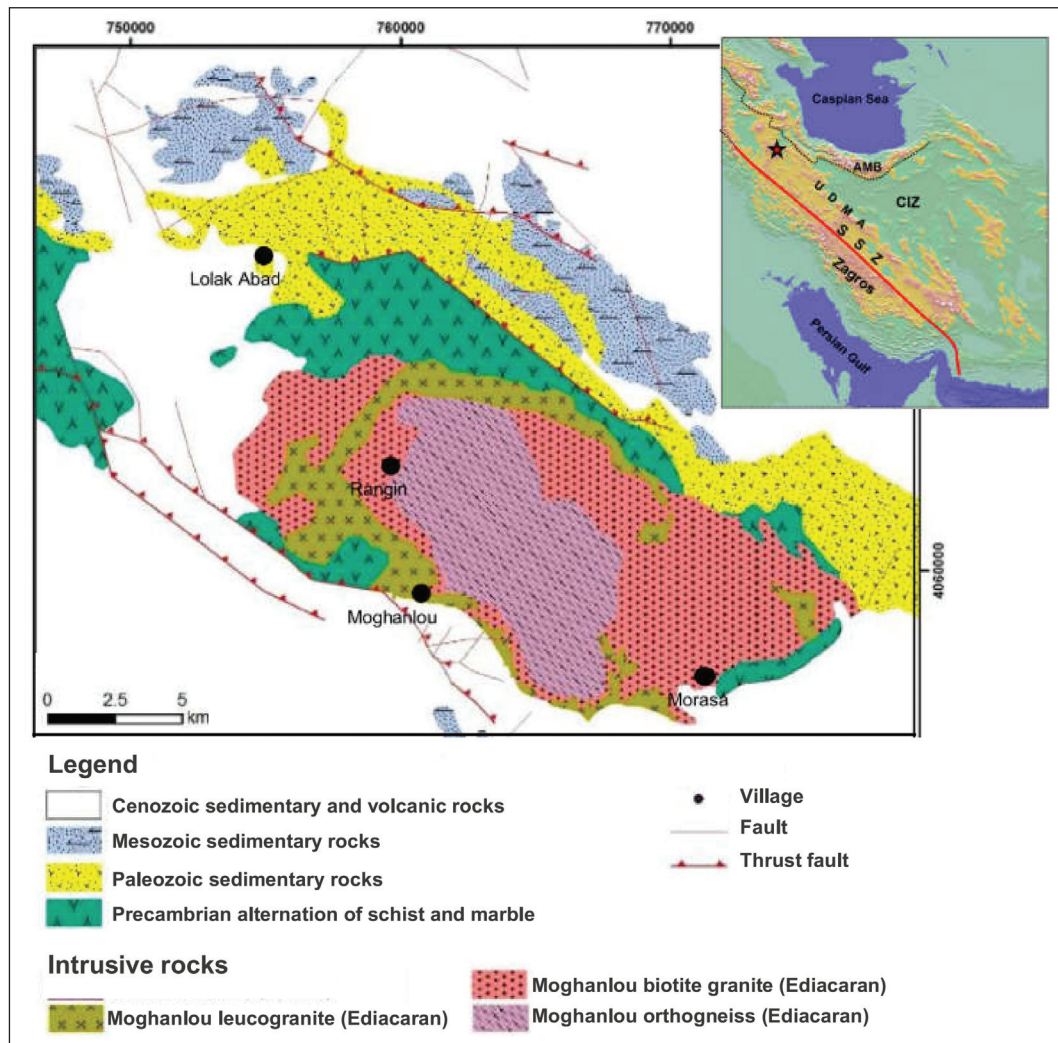 750000
760000
770000
Caspian Sea
AMB
CIZ
UDMA
SSZ
Zagros
Persian Gulf
Lolak Abad
Rangin
4060000
Moghanlou
Morasa
0 2.5 5
km
Legend
Cenozoic sedimentary and volcanic rocks
Mesozoic sedimentary rocks
Paleozoic sedimentary rocks
Precambrian alternation of schist and marble
Village
Fault
Thrust fault
Intrusive rocks
Moghanlou leucogranite (Ediacaran)
Moghanlou biotite granite (Ediacaran)
Moghanlou orthogneiss (Ediacaran)